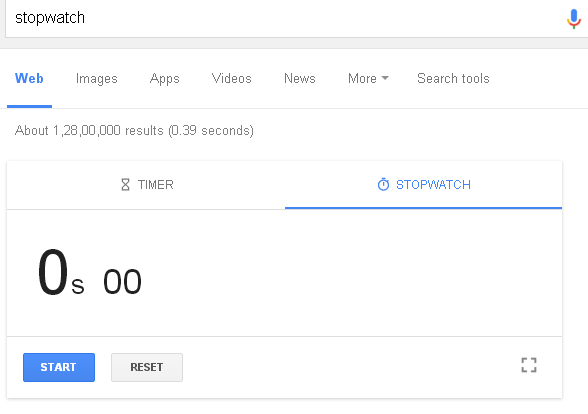 stopwatch
Web Images Apps Videos News More Search tools
About 1,28,00,000 results (0.39 seconds)
TIMER STOPWATCH
0s 00
START RESET